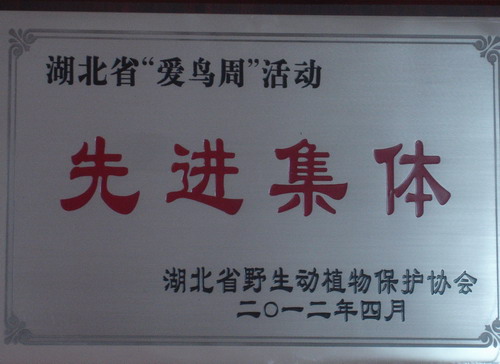 湖北省“爱鸟周”活动
先进集体
湖北省野生动植物保护协会
二〇一二年四月